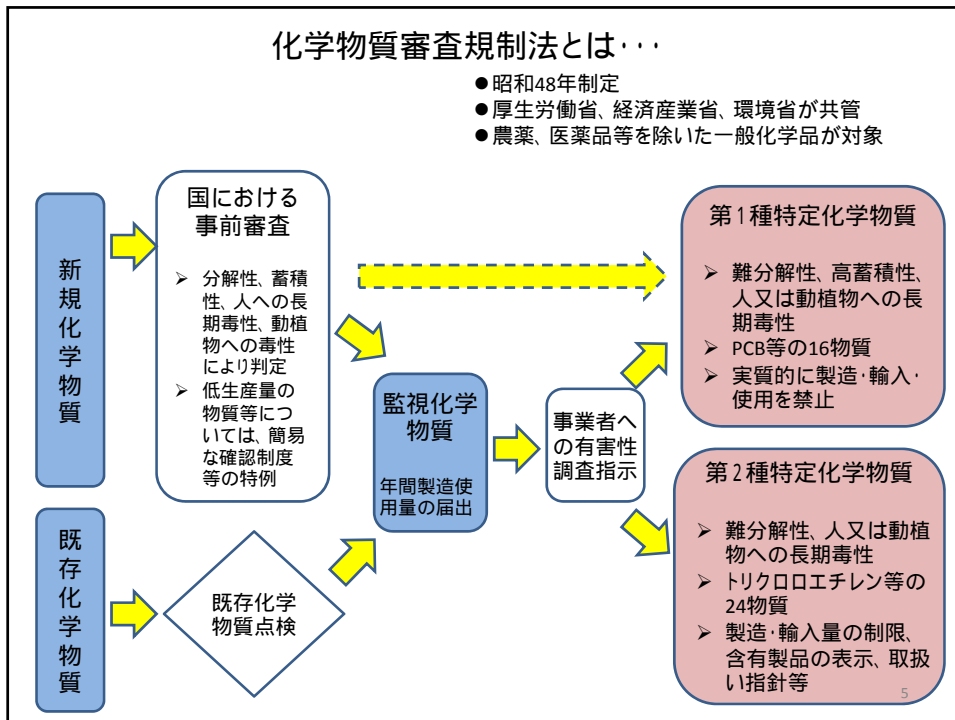 化学物質審査規制法とは･･･
●昭和48年制定
●厚生労働省、経済産業省、環境省が共管
●農薬、医薬品等を除いた一般化学品が対象
新規化学物質
国における
事前審査
➢ 分解性、蓄積
性、人への長
期毒性、動植
物への毒性
により判定
➢ 低生産量の
物質等につ
いては、簡易
な確認制度
等の特例
既存化学物質
既存化学
物質点検
監視化学
物質
年間製造使
用量の届出
事業者へ
の有害性
調査指示
第1種特定化学物質
➢ 難分解性、高蓄積性、
人又は動植物への長
期毒性
➢ PCB等の16物質
➢ 実質的に製造･輸入･
使用を禁止
第2種特定化学物質
➢ 難分解性、人又は動植
物への長期毒性
➢ トリクロロエチレン等の
24物質
➢ 製造･輸入量の制限、
含有製品の表示、取扱
い指針等
5